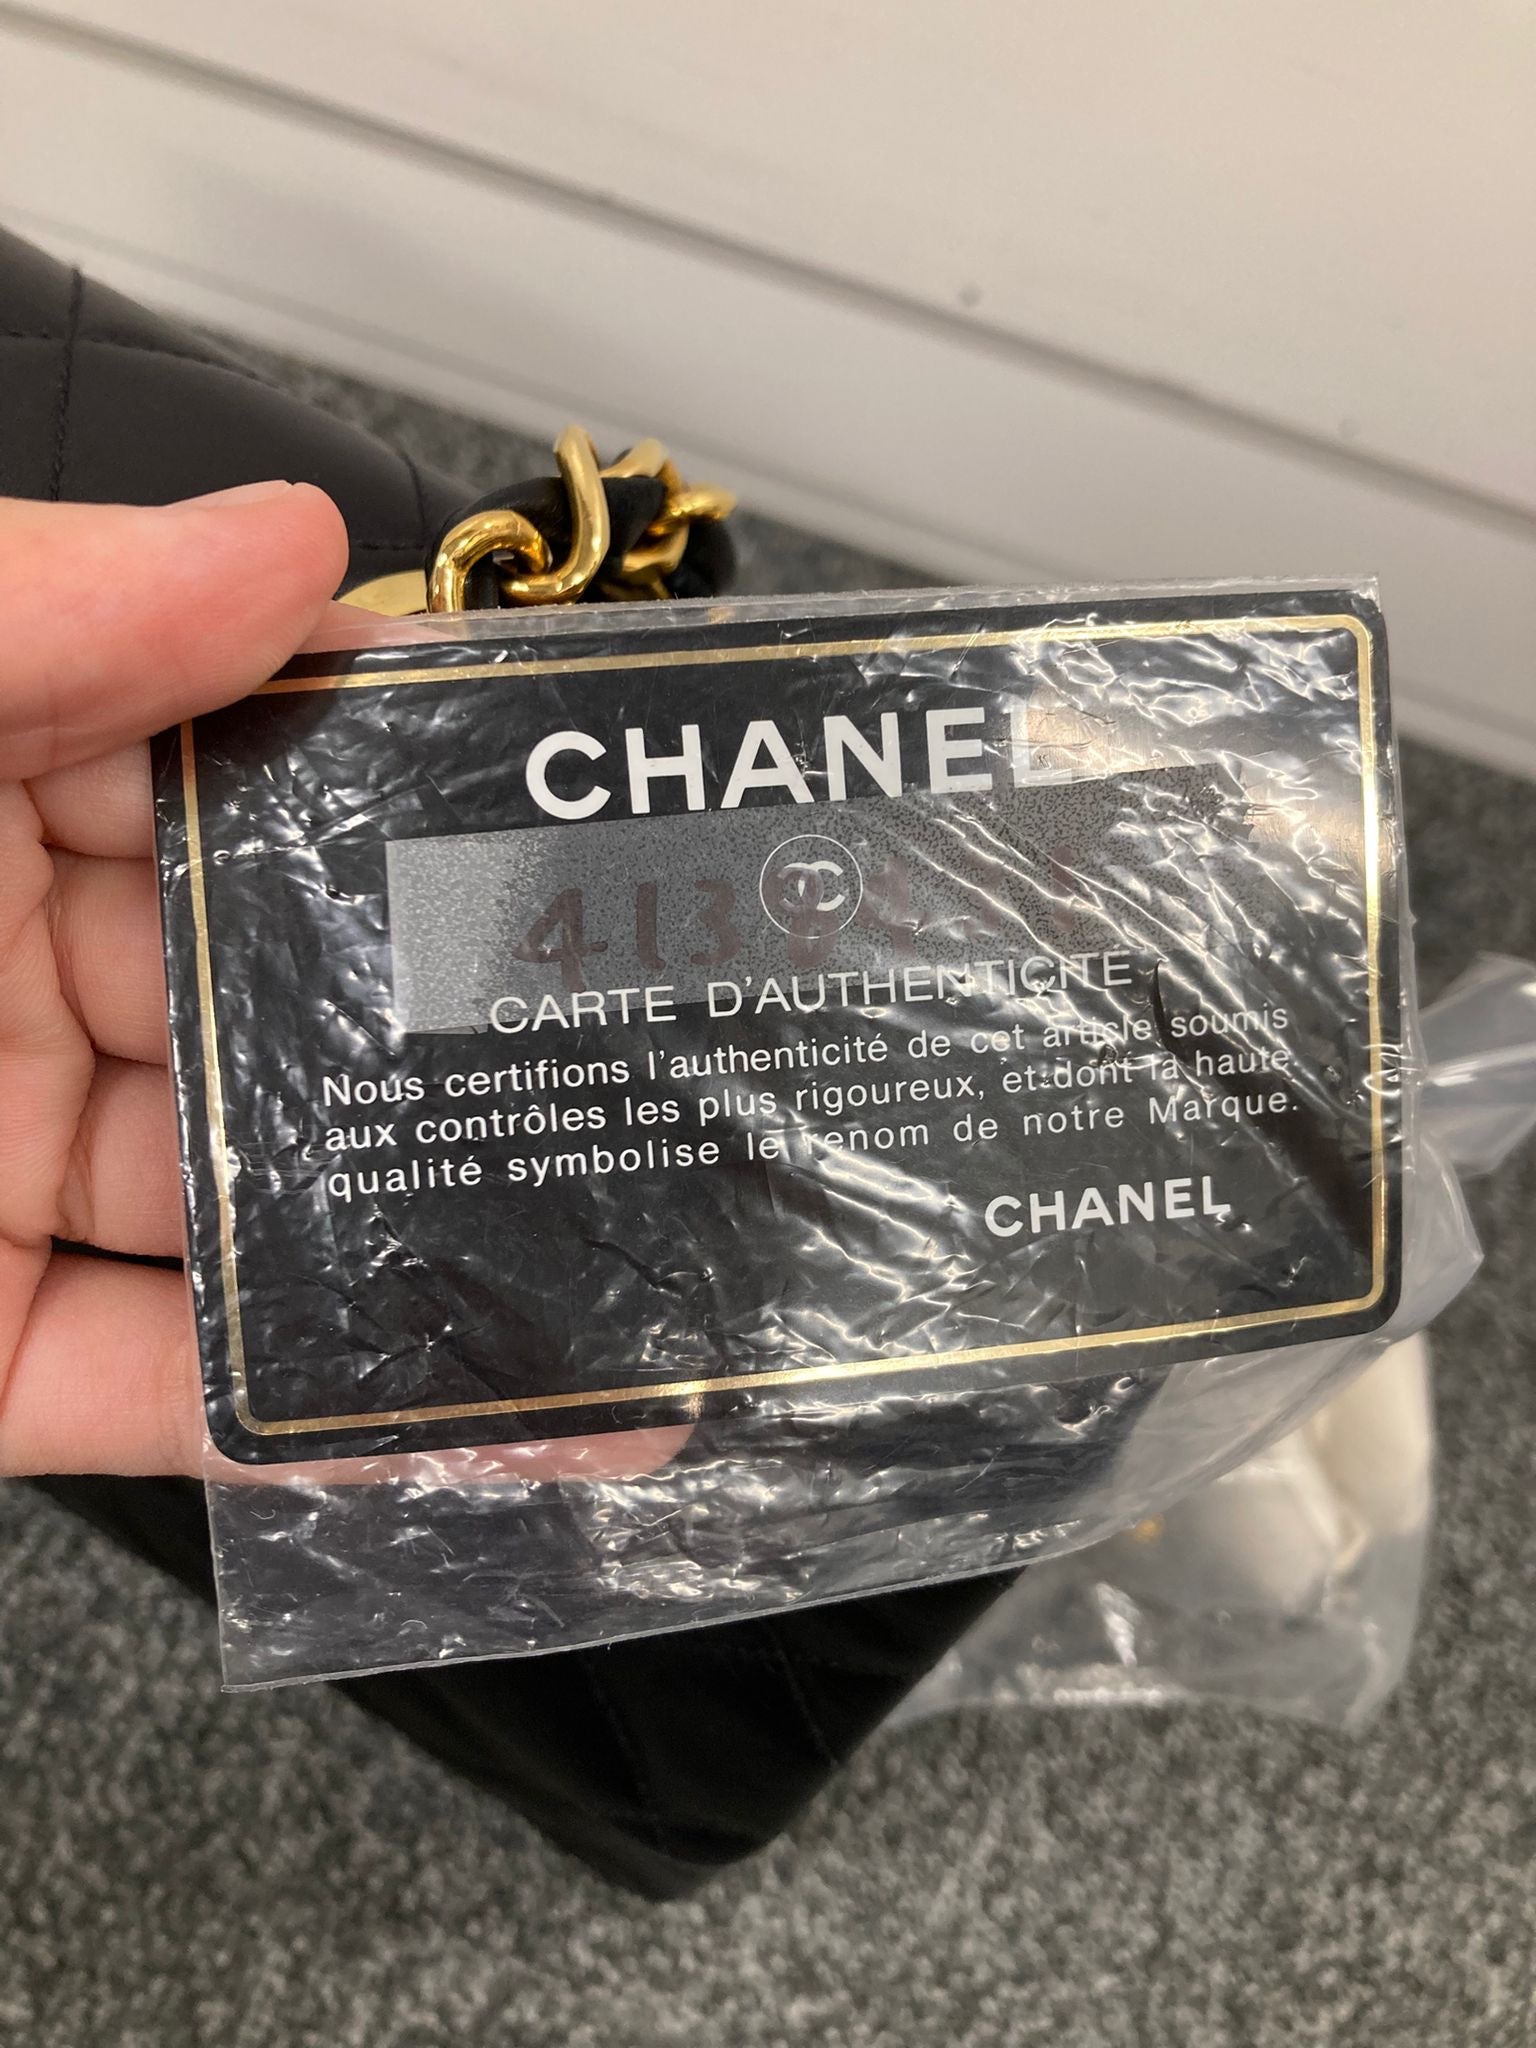 CHANEL
CARTE D'AUTHENTICITÉ
Nous certifions l'authenticité de cet article soumis
aux contrôles les plus rigoureux, et dont la haute
qualité symbolise le renom de notre Marque.
CHANEL